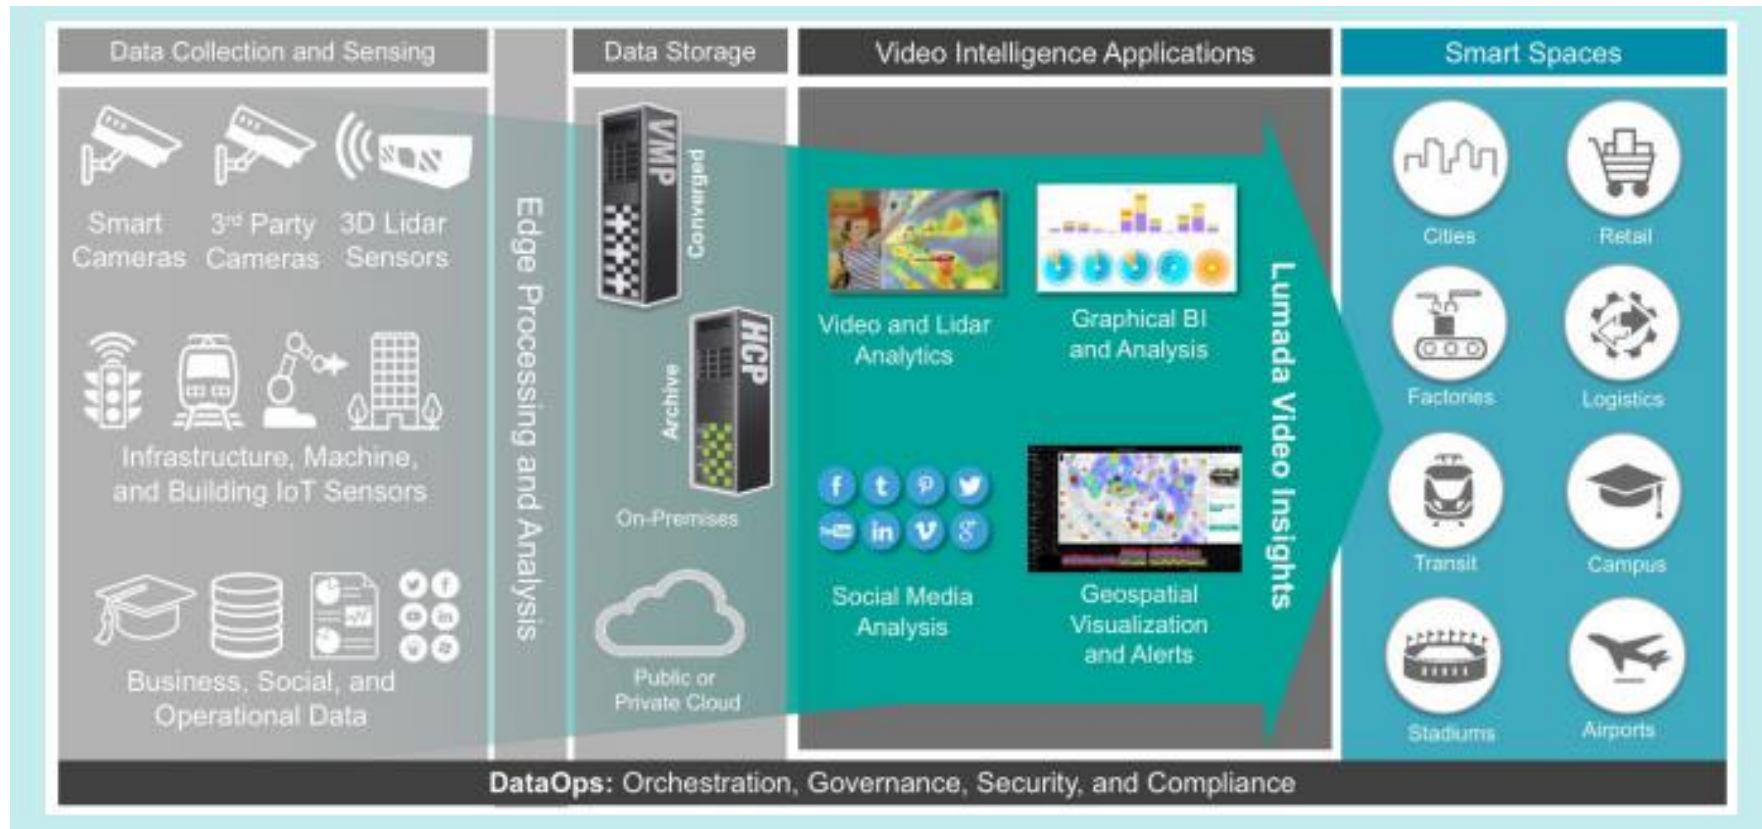 Data Collection and Sensing
Data Storage
Video Intelligence Applications
Smart Spaces
Smart
Cameras
3rd Party
Cameras
3D Lidar
Sensors
Infrastructure, Machine,
and Building IoT Sensors
Business, Social, and
Operational Data
Edge Processing and Analysis
VMP
Converged
HCP
Archive
On-Premises
Public or
Private Cloud
Video and Lidar
Analytics
Graphical BI
and Analysis
Social Media
Analysis
Geospatial
Visualization
and Alerts
Lumada Video Insights
Cities
Retail
Factories
Logistics
Transit
Campus
Stadiums
Airports
DataOps: Orchestration, Governance, Security, and Compliance